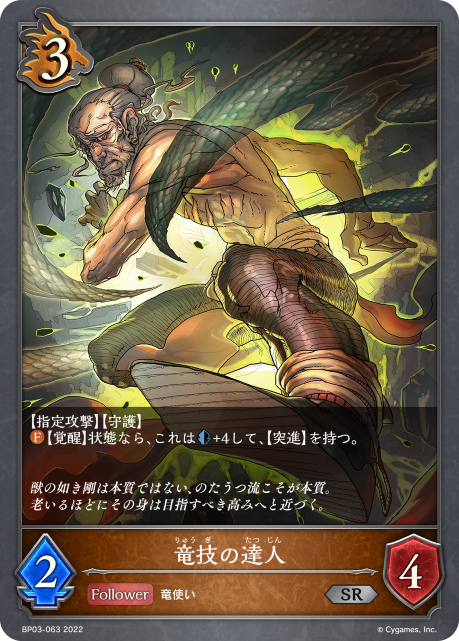 3
【指定攻撃】【守護】
F【覚醒】状態なら、これは+4して、【突進】を持つ。
獣の如き剛は本質ではない、のたうつ流こそが本質。
老いるほどにその身は目指すべき高みへと近づく。
りゅう ぎ たつ じん
竜技の達人
2
Follower 竜使い
SR
4
BP03-063 2022
© Cygames, Inc.